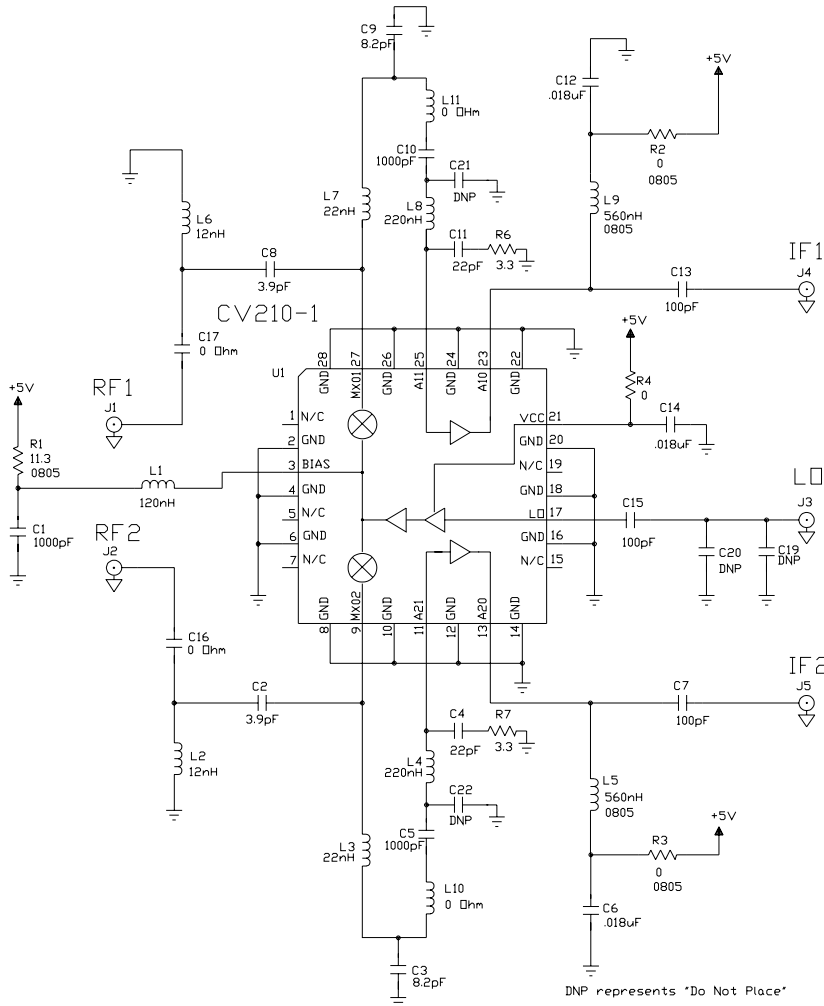 C9
8.2pF
L11
0 Ohm
C10
1000pF
C21
DNP
L7
22nH
L8
220nH
C11
22pF
R6
3.3
C12
.018uF
+5V
R2
0
0805
L9
560nH
0805
L6
12nH
C8
3.9pF
C17
0 Ohm
CV210-1
C13
100pF
IF1
J4
+5V
R4
0
C14
.018uF
+5V
R1
11.3
0805
RF1
J1
L1
120nH
C1
1000pF
RF2
J2
U1
GND 28
MX01 27
GND 26
A11 25
GND 24
A10 23
GND 22
1 N/C
2 GND
3 BIAS
4 GND
5 N/C
6 GND
7 N/C
VCC 21
GND 20
N/C 19
GND 18
LO 17
GND 16
N/C 15
8 GND
9 MX02
10 GND
11 A21
12 GND
13 A20
14 GND
LO
J3
C15
100pF
C20
DNP
C19
DNP
C16
0 Ohm
C2
3.9pF
L2
12nH
C4
22pF
R7
3.3
L4
220nH
C22
DNP
C5
1000pF
L3
22nH
L10
0 Ohm
C3
8.2pF
C7
100pF
IF2
J5
L5
560nH
0805
+5V
R3
0
0805
C6
.018uF
DNP represents "Do Not Place"